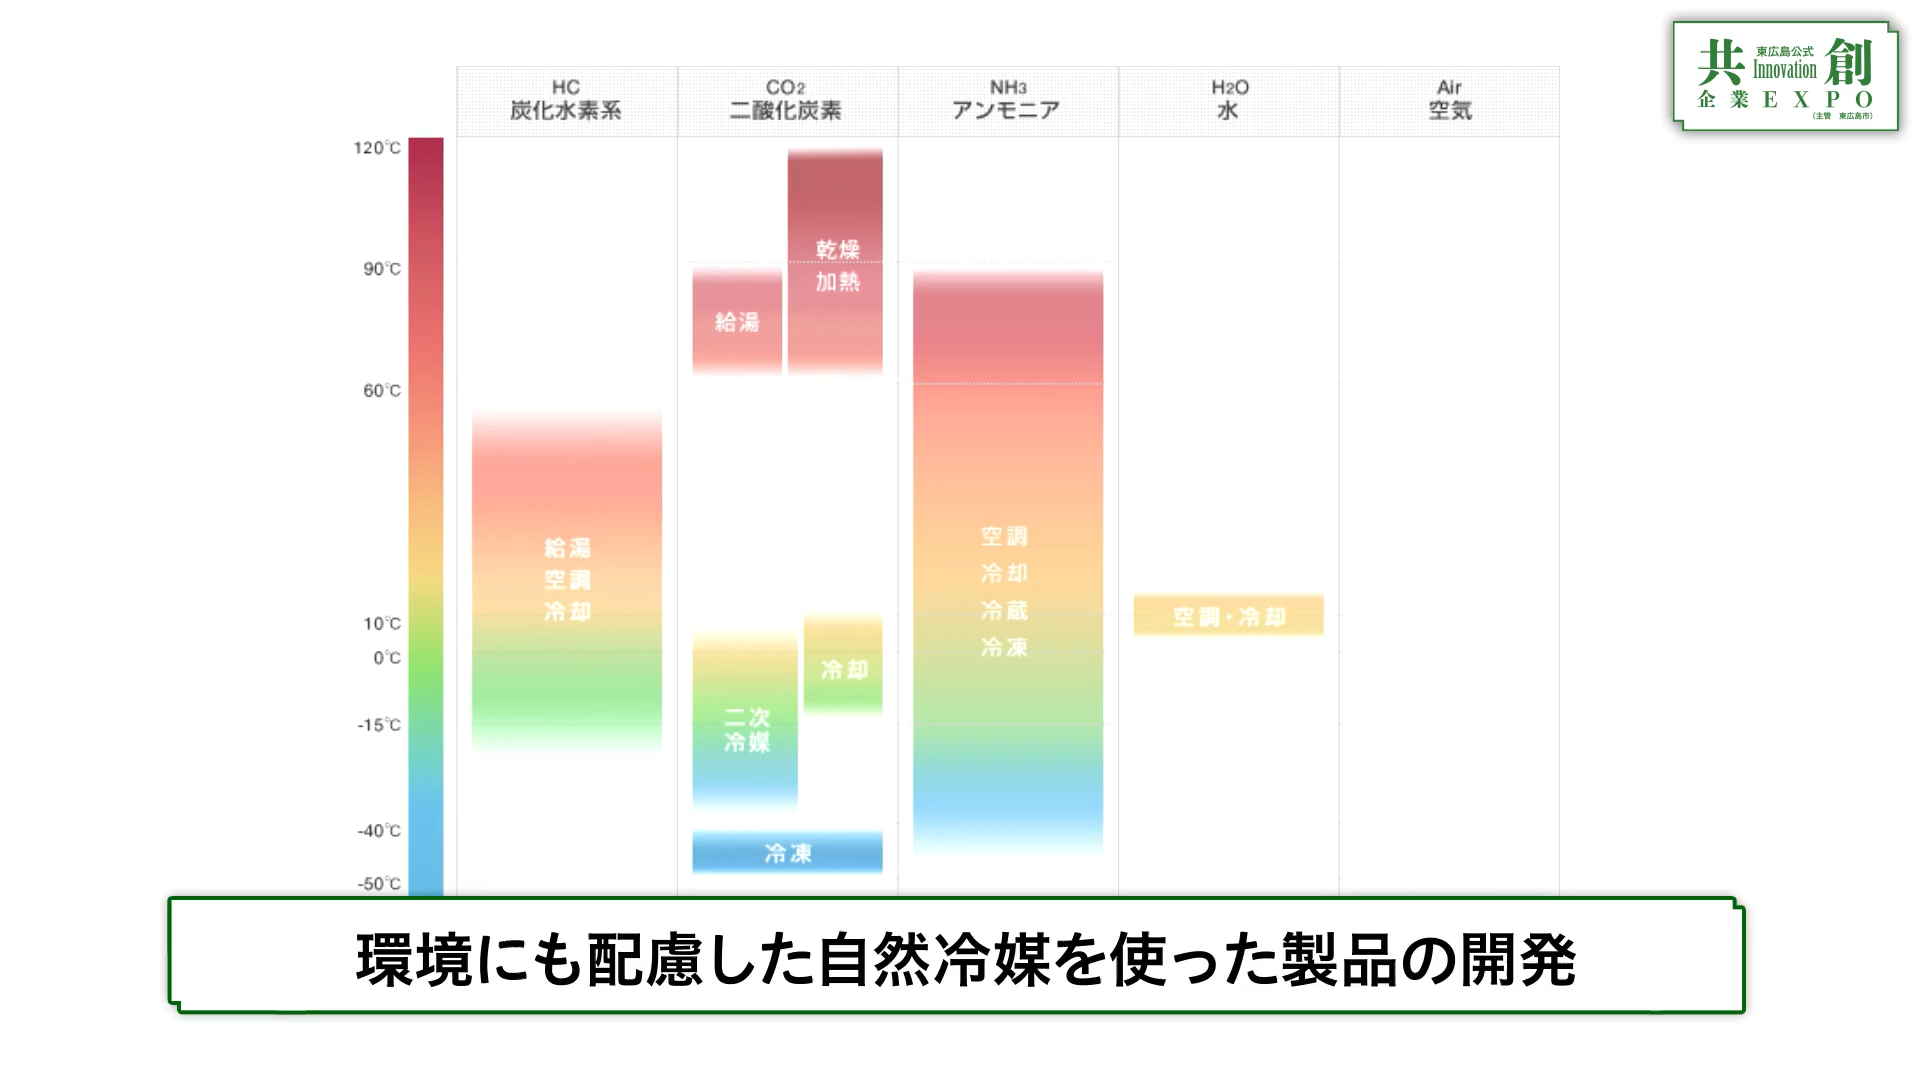 共 東広島公式 Innovation 創
企業EXPO
(主管 東広島市)
HC
炭化水素系
CO2
二酸化炭素
NH3
アンモニア
H2O
水
Air
空気
120℃
90℃
60℃
10℃
0℃
-15℃
-40℃
-50℃
給湯
空調
冷却
給湯
乾燥
加熱
二次
冷媒
冷却
冷凍
空調
冷却
冷蔵
冷凍
空調・冷却
環境にも配慮した自然冷媒を使った製品の開発